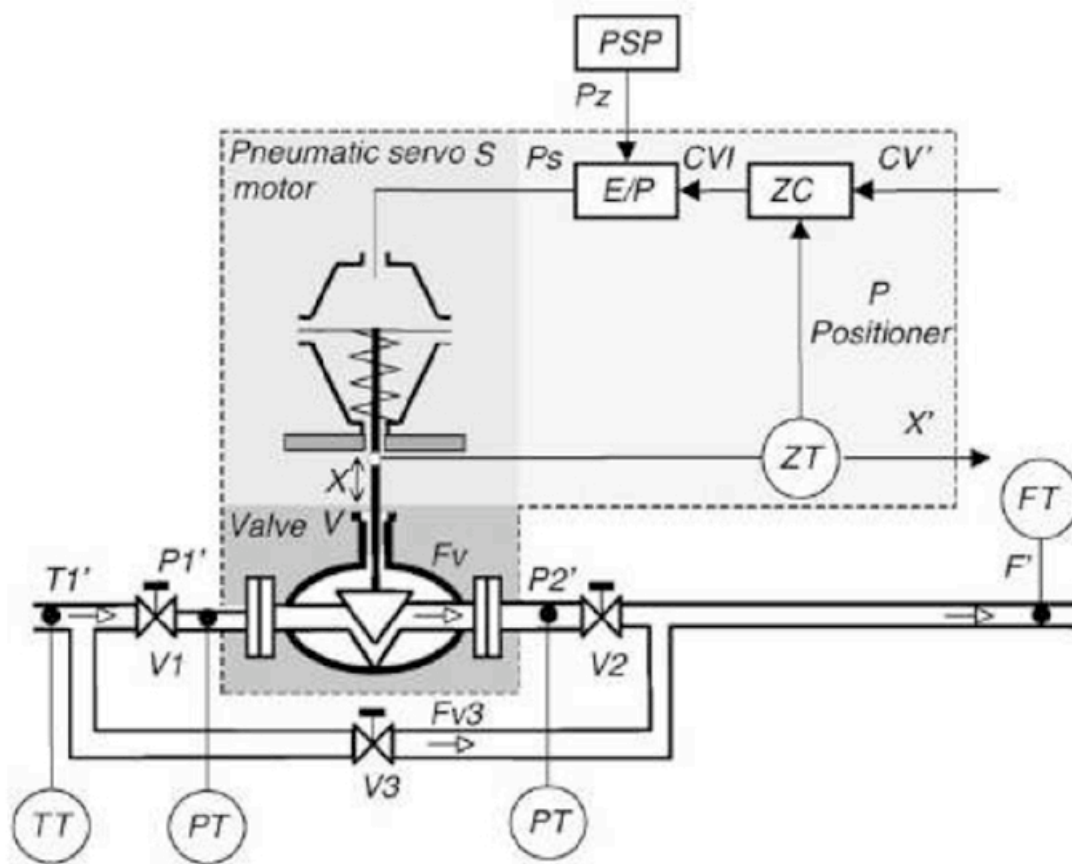 PSP
Pz
Pneumatic servo S
motor
Ps
CVI
CV'
E/P
ZC
P
Positioner
X'
ZT
X
FT
Valve
V
Fv
T1'
P1'
P2'
F'
V1
V2
Fv3
V3
TT
PT
PT